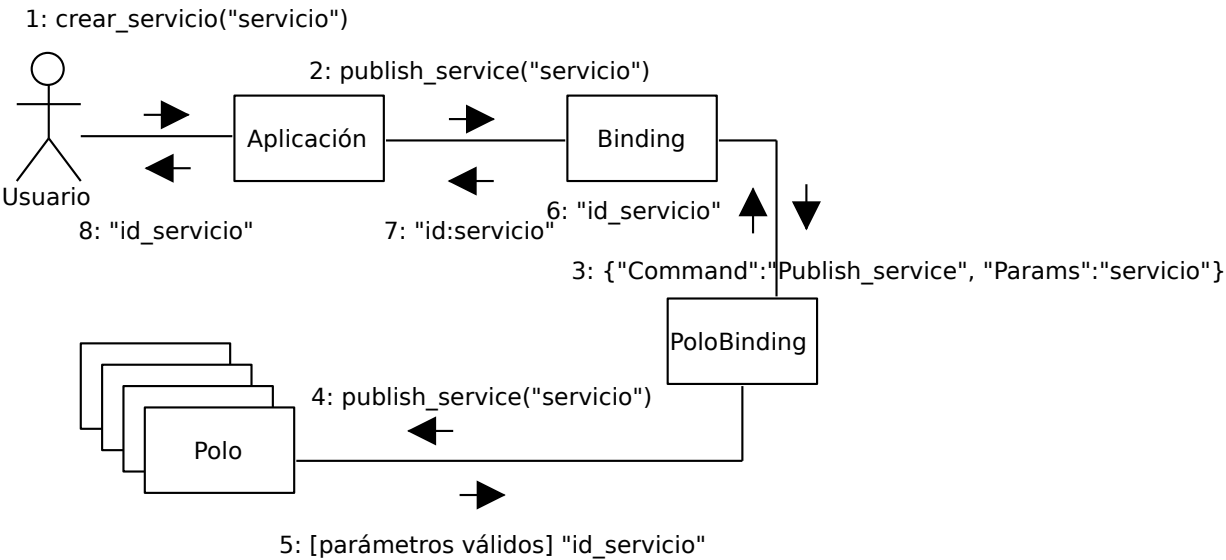 1: crear_servicio("servicio")
2: publish_service("servicio")
Aplicación
Binding
Usuario
8: "id_servicio"
7: "id:servicio"
6: "id_servicio"
3: {"Command":"Publish_service", "Params":"servicio"}
PoloBinding
4: publish_service("servicio")
Polo
5: [parámetros válidos] "id_servicio"